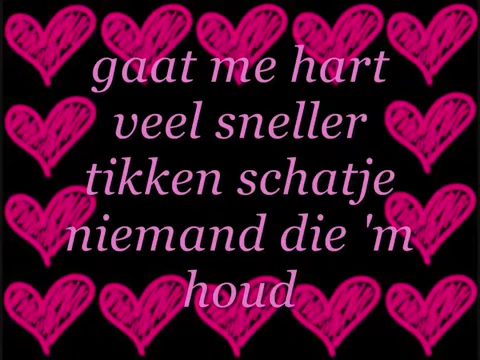 gaat me hart
veel sneller
tikken schatje
niemand die 'm
houd